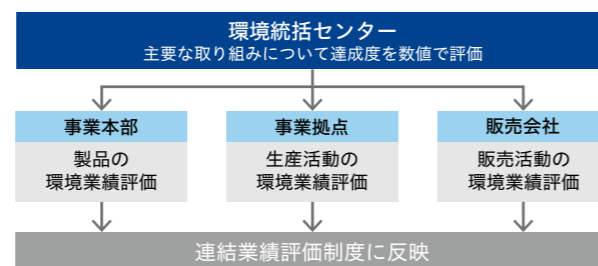 環境統括センター
主要な取り組みについて達成度を数値で評価
事業本部
製品の
環境業績評価
事業拠点
生産活動の
環境業績評価
販売会社
販売活動の
環境業績評価
連結業績評価制度に反映